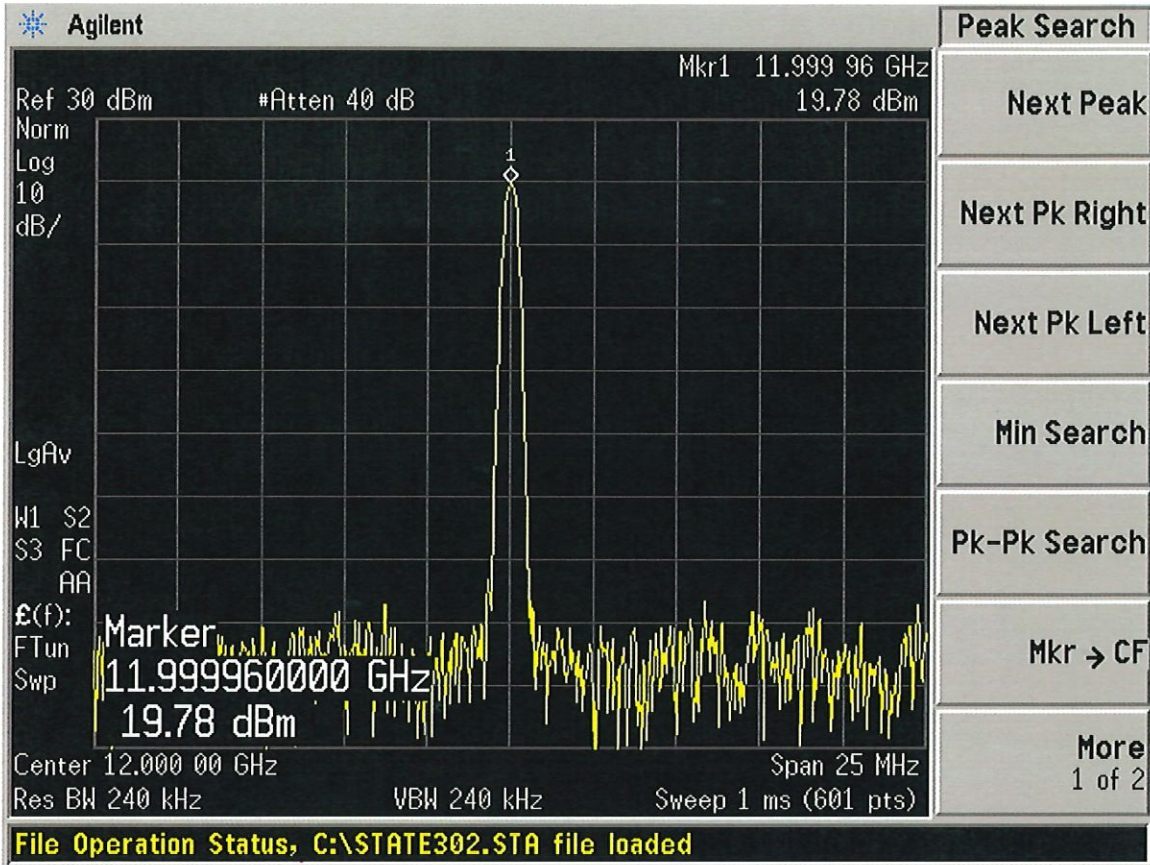 Agilent
Peak Search
Mkr1 11.999 96 GHz
Ref 30 dBm #Atten 40 dB 19.78 dBm
Norm
Log
10
dB/
1
LgAv
W1 S2
S3 FC
AA
£(f):
FTun
Swp
Marker
11.999960000 GHz
19.78 dBm
Center 12.000 00 GHz Span 25 MHz
Res BW 240 kHz VBW 240 kHz Sweep 1 ms (601 pts)
File Operation Status, C:\STATE302.STA file loaded
Next Peak
Next Pk Right
Next Pk Left
Min Search
Pk-Pk Search
Mkr → CF
More
1 of 2